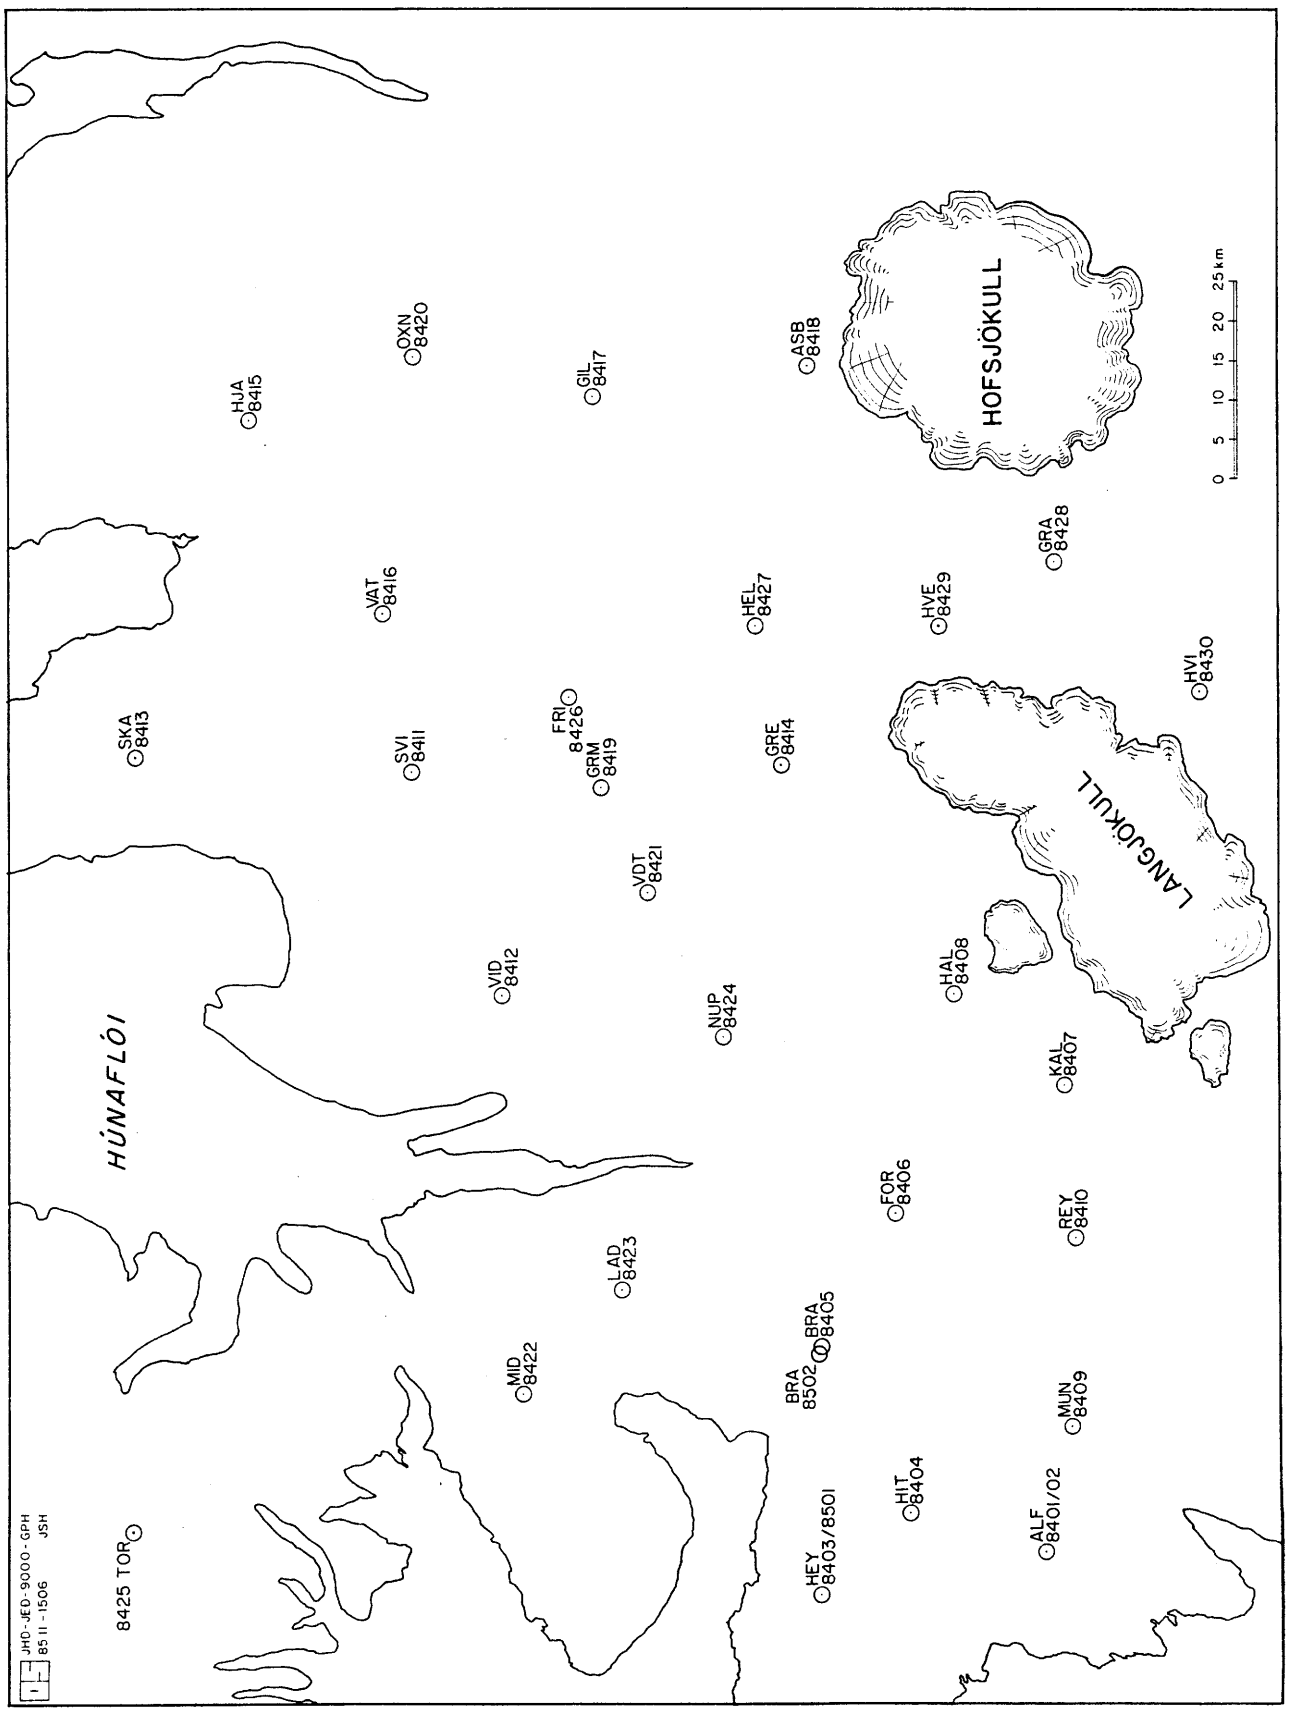 JHD-JED-9000-GPH
85 11-1506 JSH
8425 TOR
HÚNAFLÓI
SKA
8413
HJA
8415
VAT
8416
OXN
8420
SVI
8411
VID
8412
MID
8422
FRI
8426
GRM
8419
GIL
8417
LAD
8423
VDT
8421
NUP
8424
HEL
8427
GRE
8414
ASB
8418
HEY
8403/8501
BRA
8502
BRA
8405
HIT
8404
FOR
8406
HAL
8408
HVE
8429
HOFSJÖKULL
GRA
8428
ALF
8401/02
MUN
8409
REY
8410
KAL
8407
LANGJÖKULL
HVI
8430
0 5 10 15 20 25 km